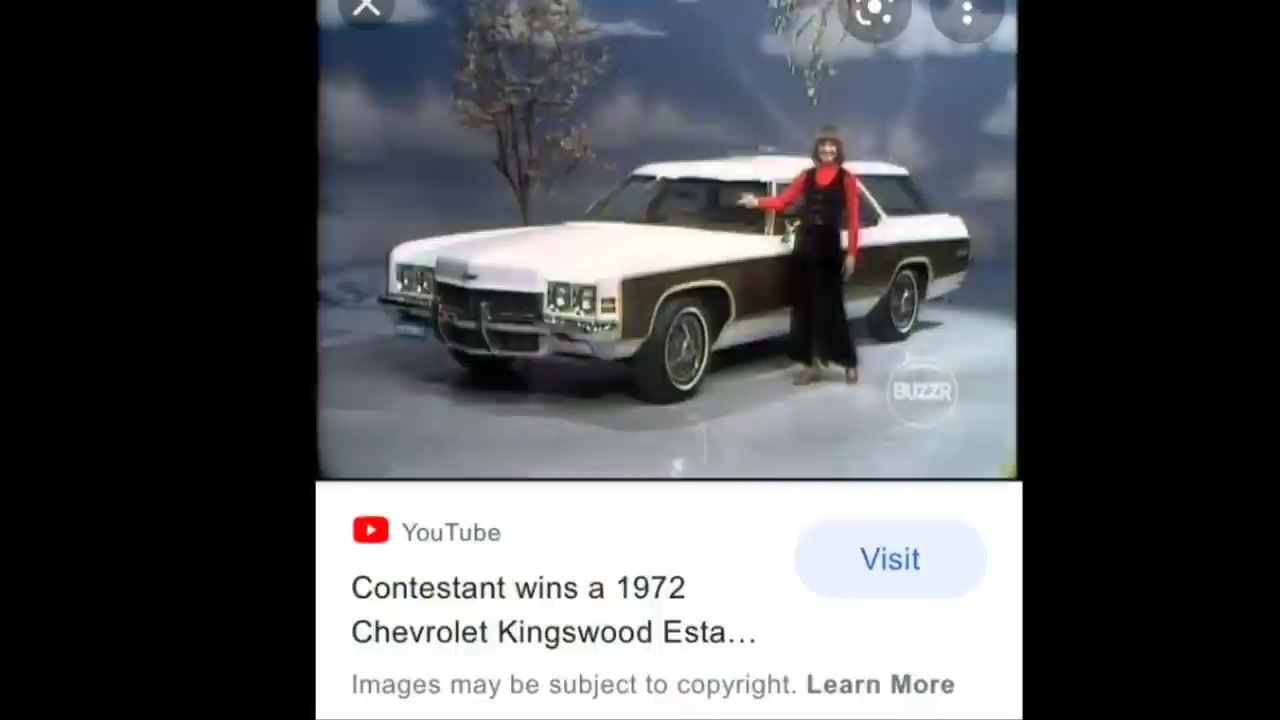 BUZZR
YouTube
Visit
Contestant wins a 1972
Chevrolet Kingswood Esta...
Images may be subject to copyright. Learn More